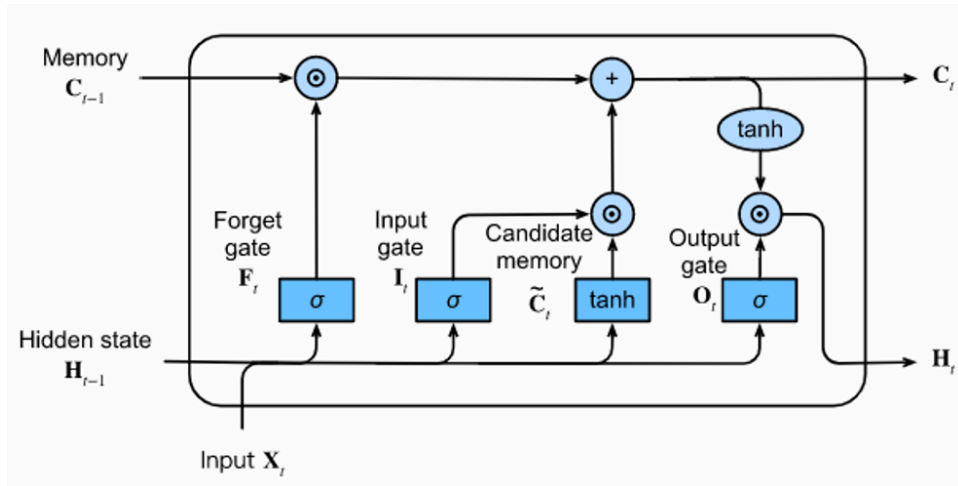 Memory
C_{t-1}
⊙
+
C_t
tanh
Forget
gate
F_t
Input
gate
I_t
⊙
Candidate
memory
C̃_t
Output
gate
O_t
⊙
σ
σ
tanh
σ
Hidden state
H_{t-1}
H_t
Input X_t